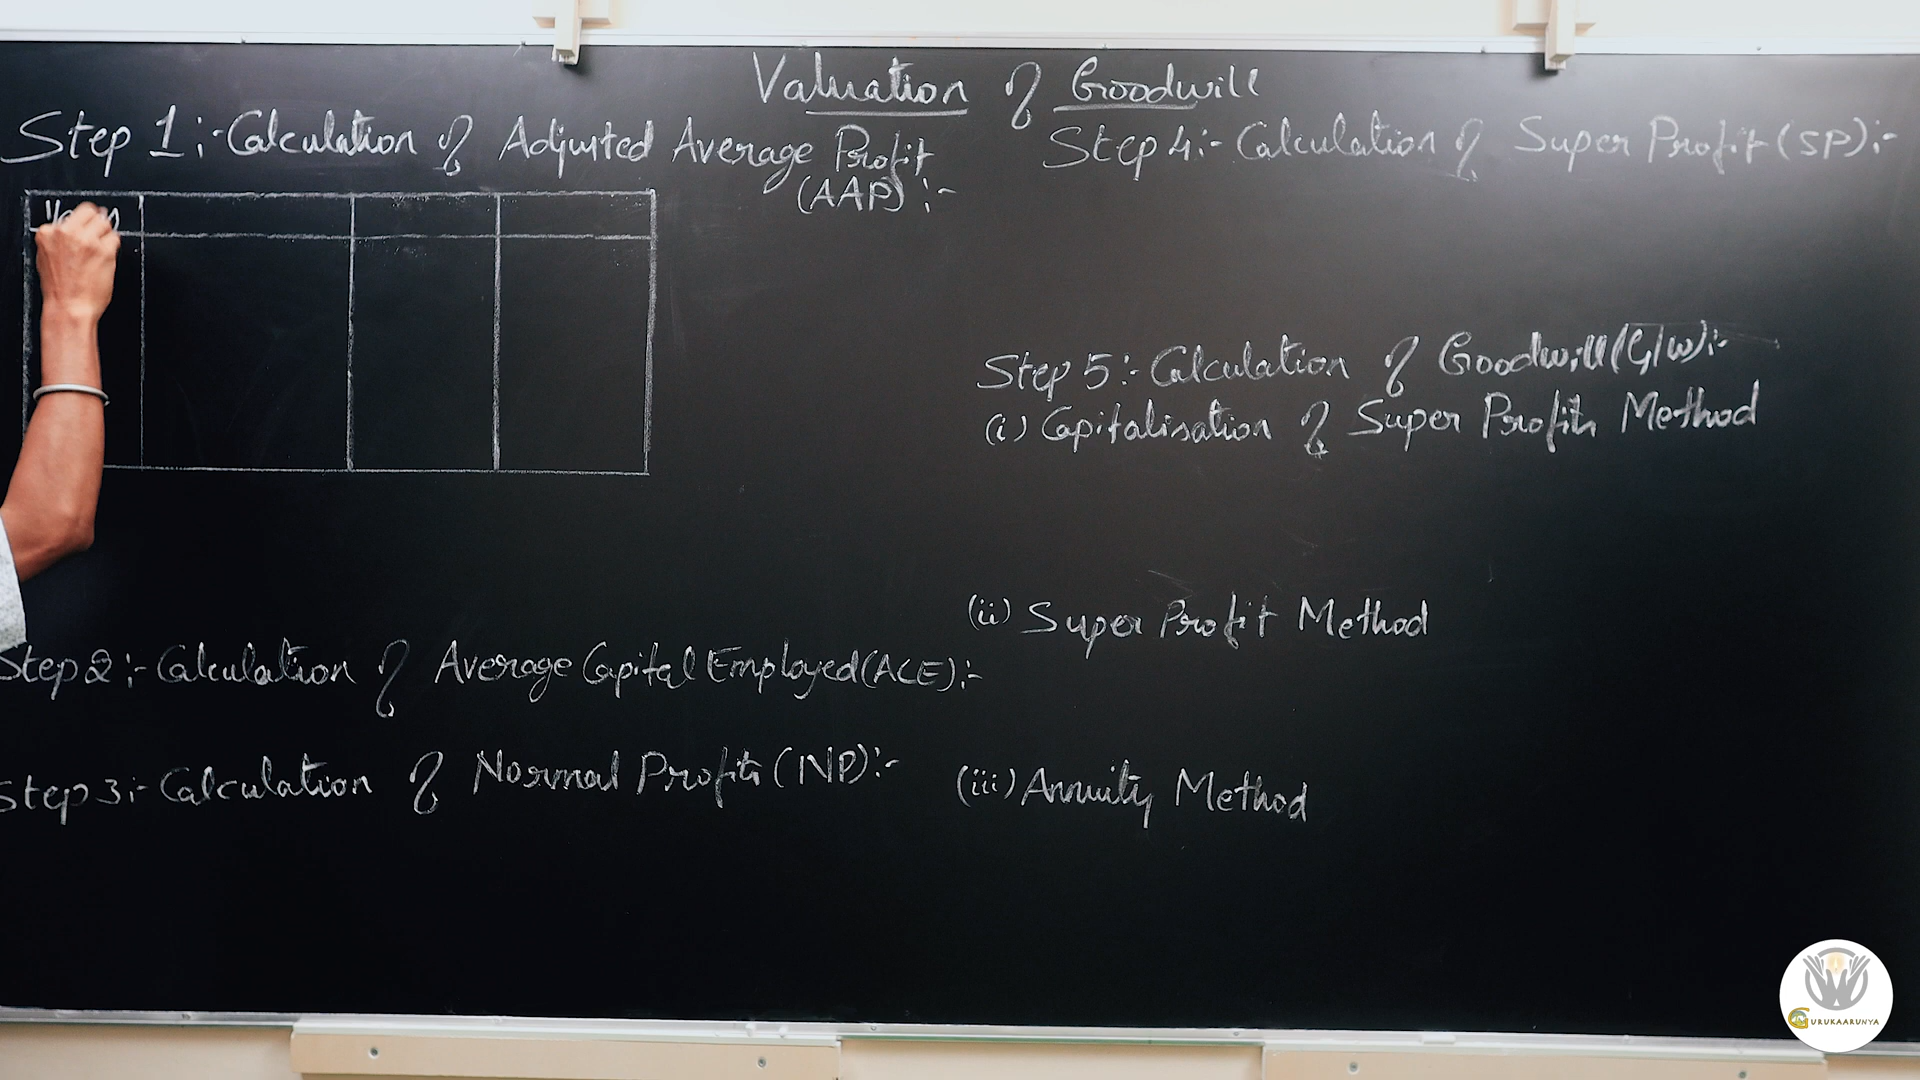 Valuation of Goodwill
Step 1:- Calculation of Adjusted Average Profit
(AAP):-
Step 2:- Calculation of Average Capital Employed (ACE):-
Step 3:- Calculation of Normal Profits (NP):-
Step 4:- Calculation of Super Profit (SP):-
Step 5:- Calculation of Goodwill (G/W):-
(i) Capitalisation of Super Profits Method
(ii) Super Profit Method
(iii) Annuity Method
GURUKAARUNYA